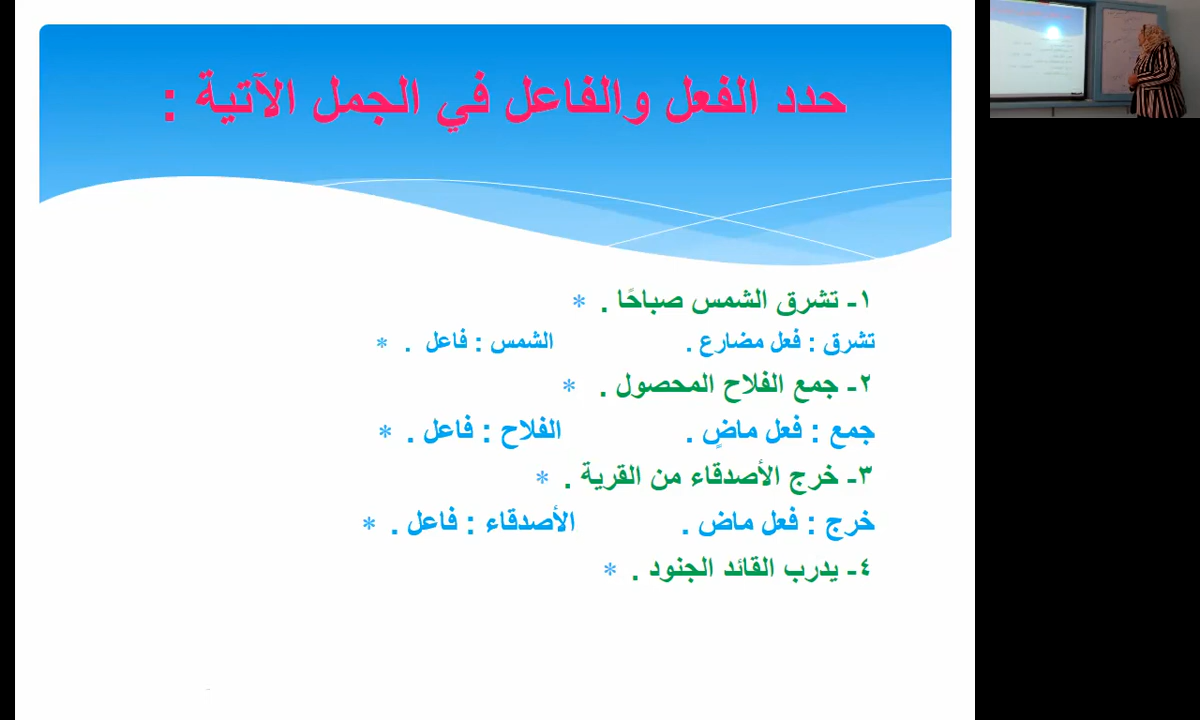 حدد الفعل والفاعل في الجمل الآتية :
١- تشرق الشمس صباحًا . *
تشرق : فعل مضارع . الشمس : فاعل . *
٢- جمع الفلاح المحصول . *
جمع : فعل ماضٍ . الفلاح : فاعل . *
٣- خرج الأصدقاء من القرية . *
خرج : فعل ماض . الأصدقاء : فاعل . *
٤- يدرب القائد الجنود . *